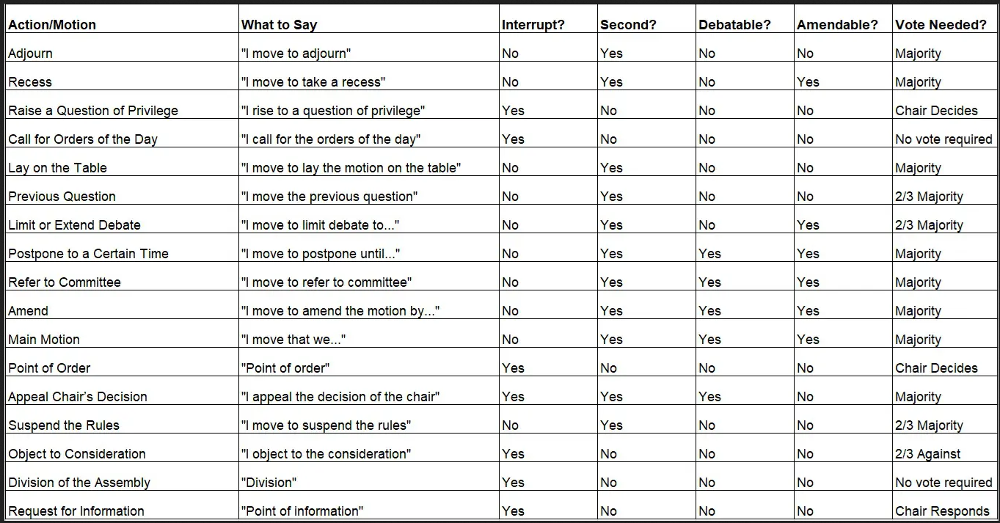 Action/Motion What to Say Interrupt? Second? Debatable? Amendable? Vote Needed?
Adjourn "I move to adjourn" No Yes No No Majority
Recess "I move to take a recess" No Yes No Yes Majority
Raise a Question of Privilege "I rise to a question of privilege" Yes No No No Chair Decides
Call for Orders of the Day "I call for the orders of the day" Yes No No No No vote required
Lay on the Table "I move to lay the motion on the table" No Yes No No Majority
Previous Question "I move the previous question" No Yes No No 2/3 Majority
Limit or Extend Debate "I move to limit debate to..." No Yes No Yes 2/3 Majority
Postpone to a Certain Time "I move to postpone until..." No Yes Yes Yes Majority
Refer to Committee "I move to refer to committee" No Yes Yes Yes Majority
Amend "I move to amend the motion by..." No Yes Yes Yes Majority
Main Motion "I move that we..." No Yes Yes Yes Majority
Point of Order "Point of order" Yes No No No Chair Decides
Appeal Chair’s Decision "I appeal the decision of the chair" Yes Yes Yes No Majority
Suspend the Rules "I move to suspend the rules" No Yes No No 2/3 Majority
Object to Consideration "I object to the consideration" Yes No No No 2/3 Against
Division of the Assembly "Division" Yes No No No No vote required
Request for Information "Point of information" Yes No No No Chair Responds